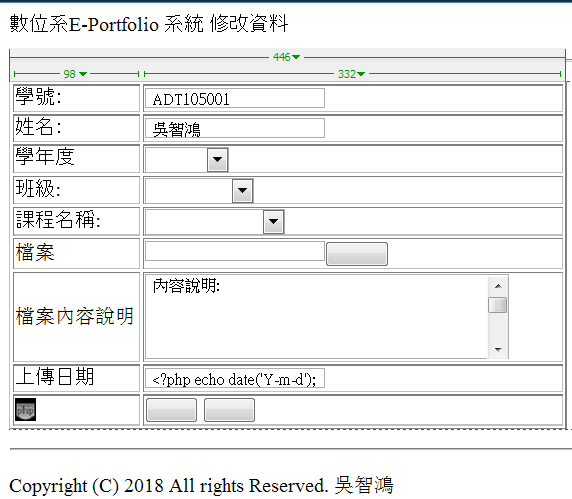 數位系E-Portfolio 系統 修改資料
446
98 332
學號: ADT105001
姓名: 吳智鴻
學年度
班級:
課程名稱:
檔案
檔案內容說明 內容說明:
上傳日期 <?php echo date('Y-m-d');
php
Copyright (C) 2018 All rights Reserved. 吳智鴻